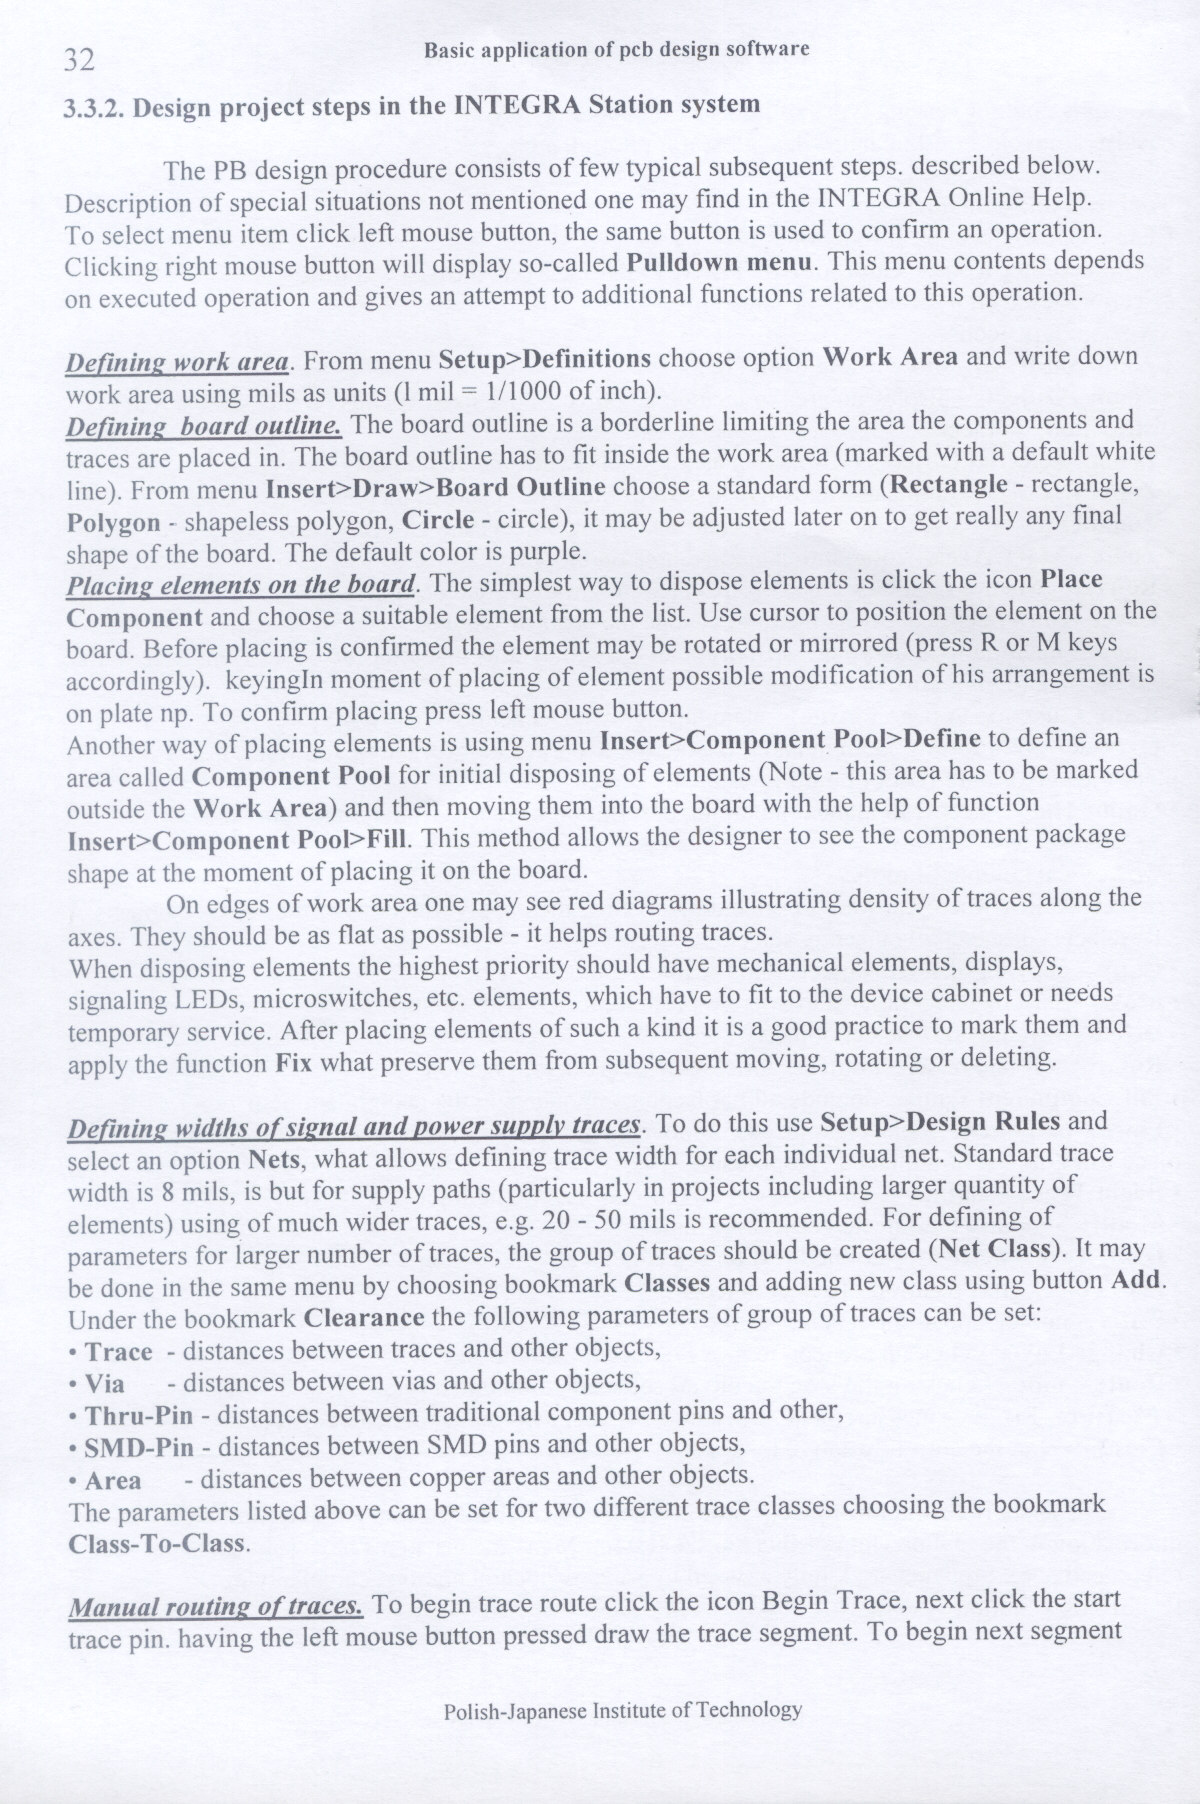 32
Basic application of pcb design software
3.3.2. Design project steps in the INTEGRA Station system
The PB design procedure consists of few typical subsequent steps. described below.
Description of special situations not mentioned one may find in the INTEGRA Online Help.
To select menu item click left mouse button, the same button is used to confirm an operation.
Clicking right mouse button will display so-called Pulldown menu. This menu contents depends
on executed operation and gives an attempt to additional functions related to this operation.
Defining work area. From menu Setup>Definitions choose option Work Area and write down
work area using mils as units (l mil = 1/1000 of inch).
Defining board outline. The board outline is a borderline limiting the area the components and
traces are placed in. The board outline has to fit inside the work area (marked with a default white
line). From menu Insert>Draw>Board Outline choose a standard form (Rectangle - rectangle,
Polygon - shapeless polygon, Circle - circle), it may be adjusted later on to get really any final
shape of the board. The default color is purple.
Placing elements on the board. The simplest way to dispose elements is click the icon Place
Component and choose a suitable element from the list. Use cursor to position the element on the
board. Before placing is confirmed the element may be rotated or mirrored (press R or M keys
accordingly). keyingIn moment of placing of element possible modification of his arrangement is
on plate np. To confirm placing press left mouse button.
Another way of placing elements is using menu Insert>Component Pool>Define to define an
area called Component Pool for initial disposing of elements (Note - this area has to be marked
outside the Work Area) and then moving them into the board with the help of function
Insert>Component Pool>Fill. This method allows the designer to see the component package
shape at the moment of placing it on the board.
On edges of work area one may see red diagrams illustrating density of traces along the
axes. They should be as flat as possible - it helps routing traces.
When disposing elements the highest priority should have mechanical elements, displays,
signaling LEDs, microswitches, etc. elements, which have to fit to the device cabinet or needs
temporary service. After placing elements of such a kind it is a good practice to mark them and
apply the function Fix what preserve them from subsequent moving, rotating or deleting.
Defining widths of signal and power supply traces. To do this use Setup>Design Rules and
select an option Nets, what allows defining trace width for each individual net. Standard trace
width is 8 mils, is but for supply paths (particularly in projects including larger quantity of
elements) using of much wider traces, e.g. 20 - 50 mils is recommended. For defining of
parameters for larger number of traces, the group of traces should be created (Net Class). It may
be done in the same menu by choosing bookmark Classes and adding new class using button Add.
Under the bookmark Clearance the following parameters of group of traces can be set:
• Trace - distances between traces and other objects,
• Via - distances between vias and other objects,
• Thru-Pin - distances between traditional component pins and other,
• SMD-Pin - distances between SMD pins and other objects,
• Area - distances between copper areas and other objects.
The parameters listed above can be set for two different trace classes choosing the bookmark
Class-To-Class.
Manual routing of traces. To begin trace route click the icon Begin Trace, next click the start
trace pin. having the left mouse button pressed draw the trace segment. To begin next segment
Polish-Japanese Institute of Technology